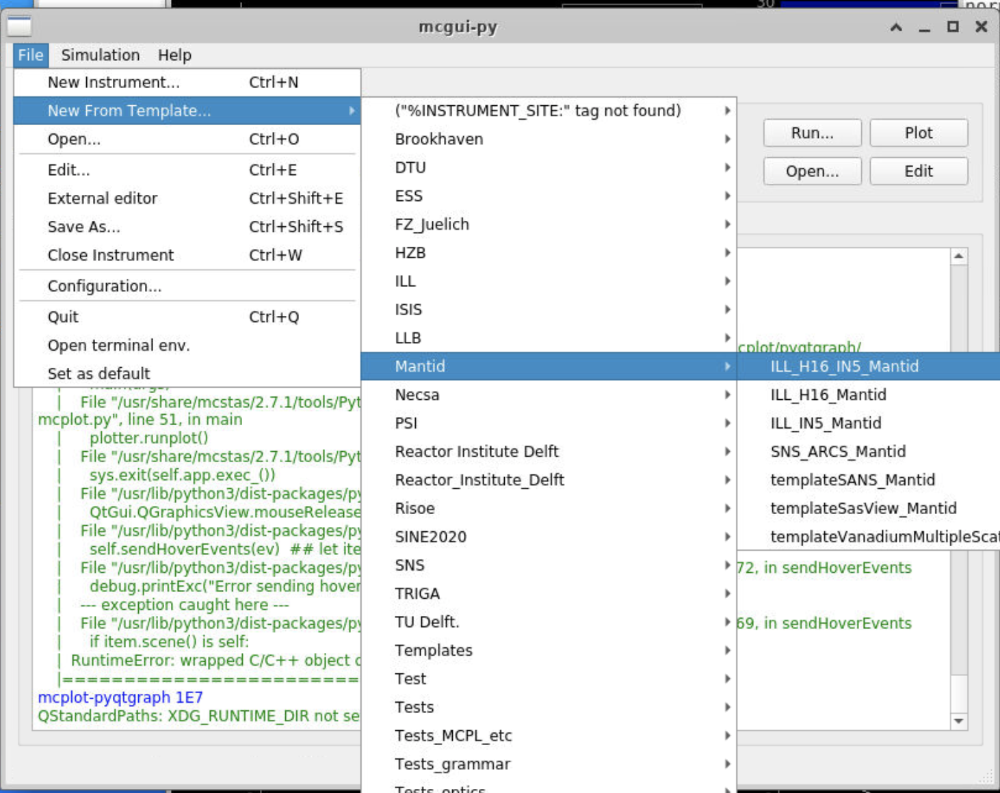 30
mcgui-py
File Simulation Help
New Instrument... Ctrl+N
New From Template...
Open... Ctrl+O
Edit... Ctrl+E
External editor Ctrl+Shift+E
Save As... Ctrl+Shift+S
Close Instrument Ctrl+W
Configuration...
Quit Ctrl+Q
Open terminal env.
Set as default
("%INSTRUMENT_SITE:" tag not found)
Brookhaven
DTU
ESS
FZ_Juelich
HZB
ILL
ISIS
LLB
Mantid
Necsa
PSI
Reactor Institute Delft
Reactor_Institute_Delft
Risoe
SINE2020
SNS
TRIGA
TU Delft.
Templates
Test
Tests
Tests_MCPL_etc
Tests_grammar
Tests_optics
ILL_H16_IN5_Mantid
ILL_H16_Mantid
ILL_IN5_Mantid
SNS_ARCS_Mantid
templateSANS_Mantid
templateSasView_Mantid
templateVanadiumMultipleScat
Run... Plot
Open... Edit
cplot/pyqtgraph/
| File "/usr/share/mcstas/2.7.1/tools/Pyt
mcplot.py", line 51, in main
| plotter.runplot()
| File "/usr/share/mcstas/2.7.1/tools/Pyt
| sys.exit(self.app.exec_())
| File "/usr/lib/python3/dist-packages/py
| QtGui.QGraphicsView.mouseRelease
| File "/usr/lib/python3/dist-packages/py
| self.sendHoverEvents(ev) ## let ite
| File "/usr/lib/python3/dist-packages/py 72, in sendHoverEvents
| debug.printExc("Error sending hover
| --- exception caught here ---
| File "/usr/lib/python3/dist-packages/py 69, in sendHoverEvents
| if item.scene() is self:
| RuntimeError: wrapped C/C++ object
|========================
mcplot-pyqtgraph 1E7
QStandardPaths: XDG_RUNTIME_DIR not se